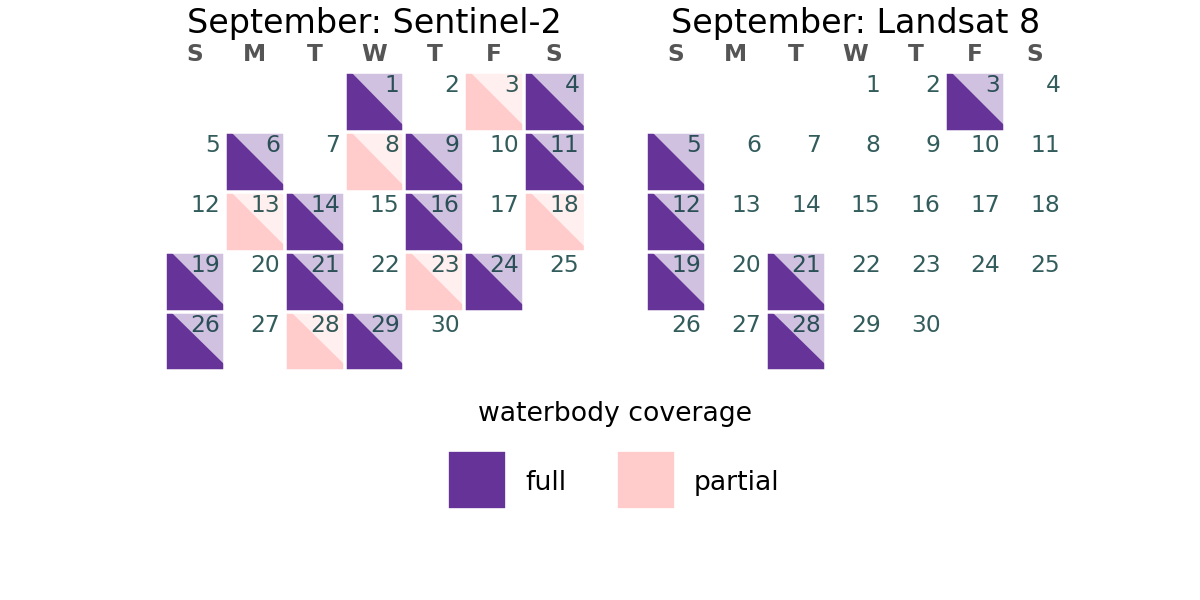 September: Sentinel-2
S M T W T F S
1 2 3 4
5 6 7 8 9 10 11
12 13 14 15 16 17 18
19 20 21 22 23 24 25
26 27 28 29 30
September: Landsat 8
S M T W T F S
1 2 3 4
5 6 7 8 9 10 11
12 13 14 15 16 17 18
19 20 21 22 23 24 25
26 27 28 29 30
waterbody coverage
full partial